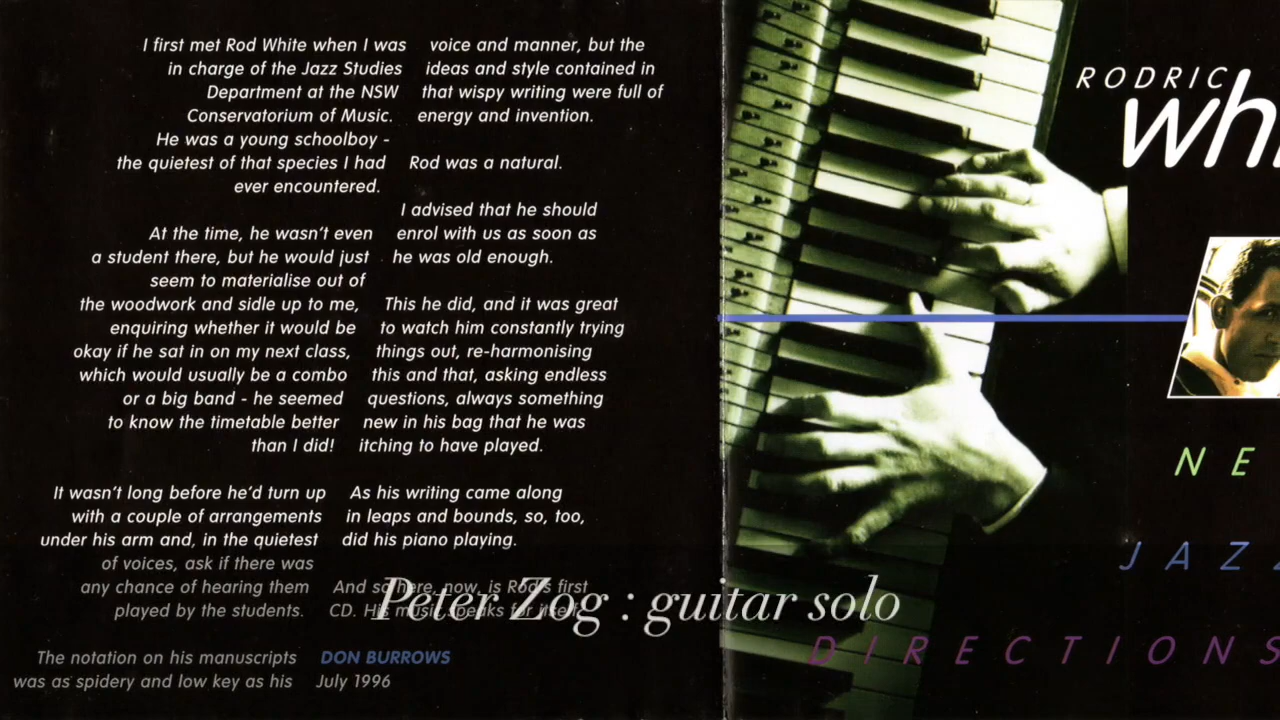 I first met Rod White when I was
in charge of the Jazz Studies
Department at the NSW
Conservatorium of Music.
He was a young schoolboy -
the quietest of that species I had
ever encountered.
At the time, he wasn't even
a student there, but he would just
seem to materialise out of
the woodwork and sidle up to me,
enquiring whether it would be
okay if he sat in on my next class,
which would usually be a combo
or a big band - he seemed
to know the timetable better
than I did!
It wasn't long before he'd turn up
with a couple of arrangements
under his arm and, in the quietest
of voices, ask if there was
any chance of hearing them
played by the students.
The notation on his manuscripts
was as spidery and low key as his
voice and manner, but the
ideas and style contained in
that wispy writing were full of
energy and invention.
Rod was a natural.
I advised that he should
enrol with us as soon as
he was old enough.
This he did, and it was great
to watch him constantly trying
things out, re-harmonising
this and that, asking endless
questions, always something
new in his bag that he was
itching to have played.
As his writing came along
in leaps and bounds, so, too,
did his piano playing.
And so here, now, is Rod's first
CD. His music speaks for itself.
DON BURROWS
July 1996
Peter Zog : guitar solo
RODRIC
whi
NE
JAZZ
DIRECTIONS